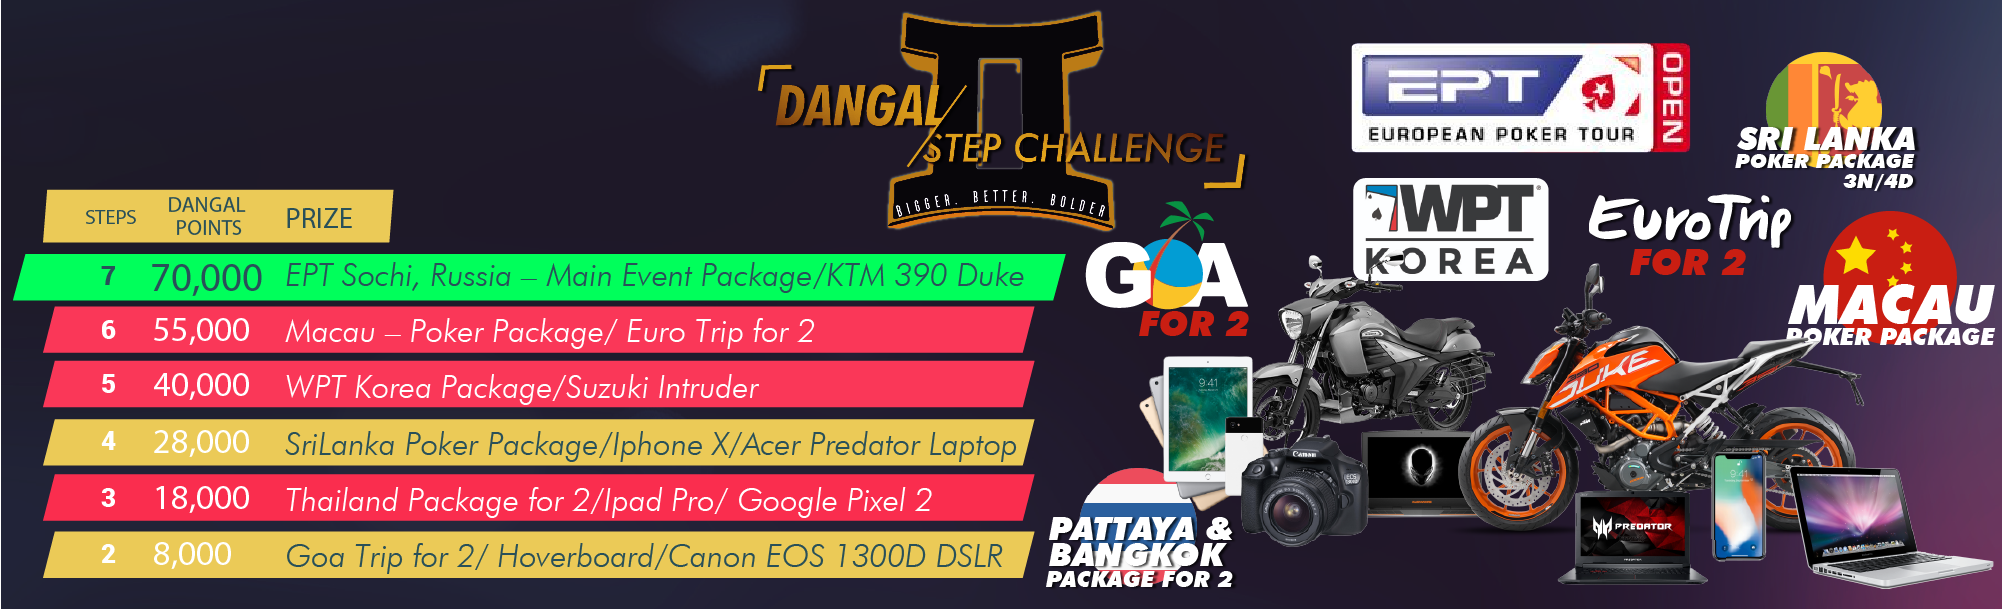 DANGAL
STEP CHALLENGE
BIGGER. BETTER. BOLDER
STEPS DANGAL POINTS PRIZE
7 70,000 EPT Sochi, Russia – Main Event Package/KTM 390 Duke
6 55,000 Macau – Poker Package/ Euro Trip for 2
5 40,000 WPT Korea Package/Suzuki Intruder
4 28,000 SriLanka Poker Package/Iphone X/Acer Predator Laptop
3 18,000 Thailand Package for 2/Ipad Pro/ Google Pixel 2
2 8,000 Goa Trip for 2/ Hoverboard/Canon EOS 1300D DSLR
EPT
OPEN
EUROPEAN POKER TOUR
SRI LANKA
POKER PACKAGE
3N/4D
WPT
KOREA
EuroTrip
FOR 2
MACAU
POKER PACKAGE
GOA
FOR 2
9:41
DUKE
Canon
EOS
9:41
PREDATOR
PATTAYA &
BANGKOK
PACKAGE FOR 2